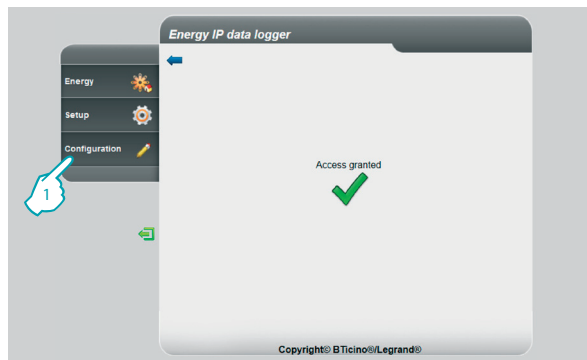 Energy IP data logger
Energy
Setup
Configuration
1
Access granted
Copyright© BTicino®/Legrand®